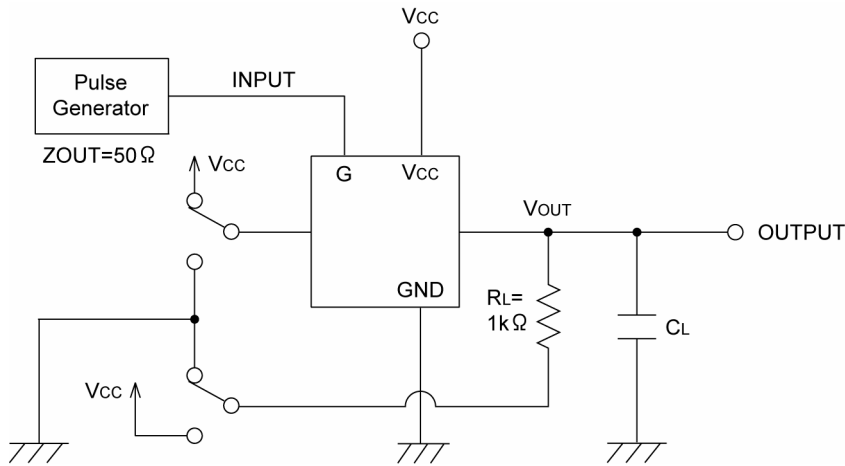 Vcc
Pulse
Generator
INPUT
ZOUT=50Ω
Vcc
G
Vcc
VOUT
OUTPUT
GND
RL=
1kΩ
CL
Vcc